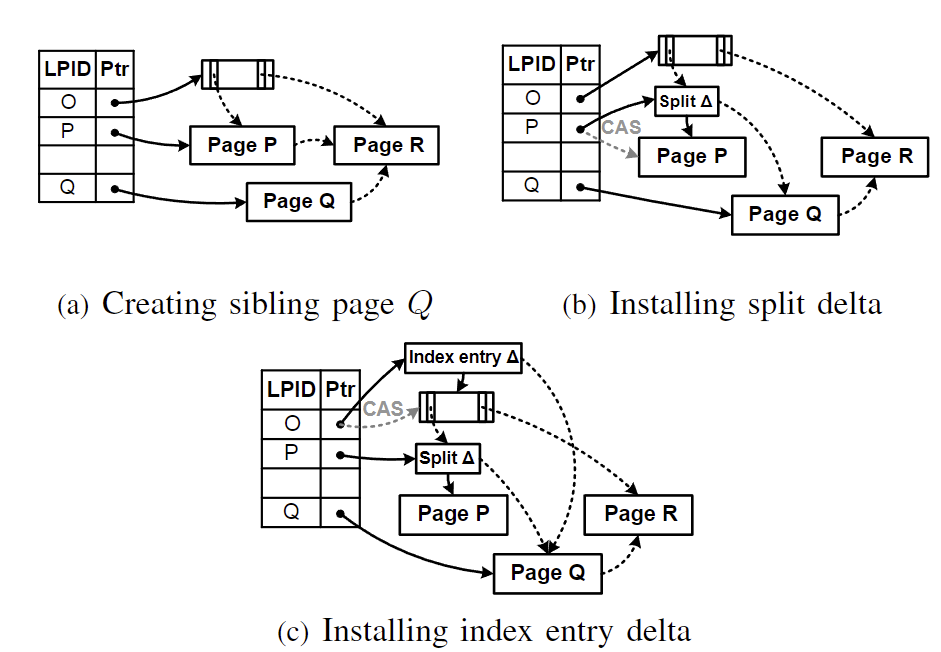 LPID Ptr
O
P
Q
Page P
Page R
Page Q
(a) Creating sibling page Q
LPID Ptr
O
P
Q
Split Δ
CAS
Page P
Page R
Page Q
(b) Installing split delta
LPID Ptr
O
P
Q
Index entry Δ
CAS
Split Δ
Page P
Page R
Page Q
(c) Installing index entry delta